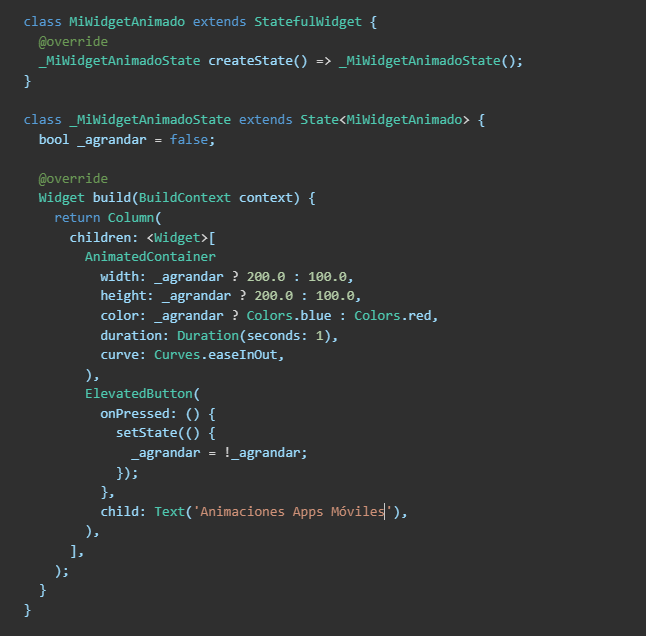 class MiWidgetAnimado extends StatefulWidget {
  @override
  _MiWidgetAnimadoState createState() => _MiWidgetAnimadoState();
}

class _MiWidgetAnimadoState extends State<MiWidgetAnimado> {
  bool _agrandar = false;

  @override
  Widget build(BuildContext context) {
    return Column(
      children: <Widget>[
        AnimatedContainer
          width: _agrandar ? 200.0 : 100.0,
          height: _agrandar ? 200.0 : 100.0,
          color: _agrandar ? Colors.blue : Colors.red,
          duration: Duration(seconds: 1),
          curve: Curves.easeInOut,
        ),
        ElevatedButton(
          onPressed: () {
            setState(() {
              _agrandar = !_agrandar;
            });
          },
          child: Text('Animaciones Apps Móviles'),
        ),
      ],
    );
  }
}